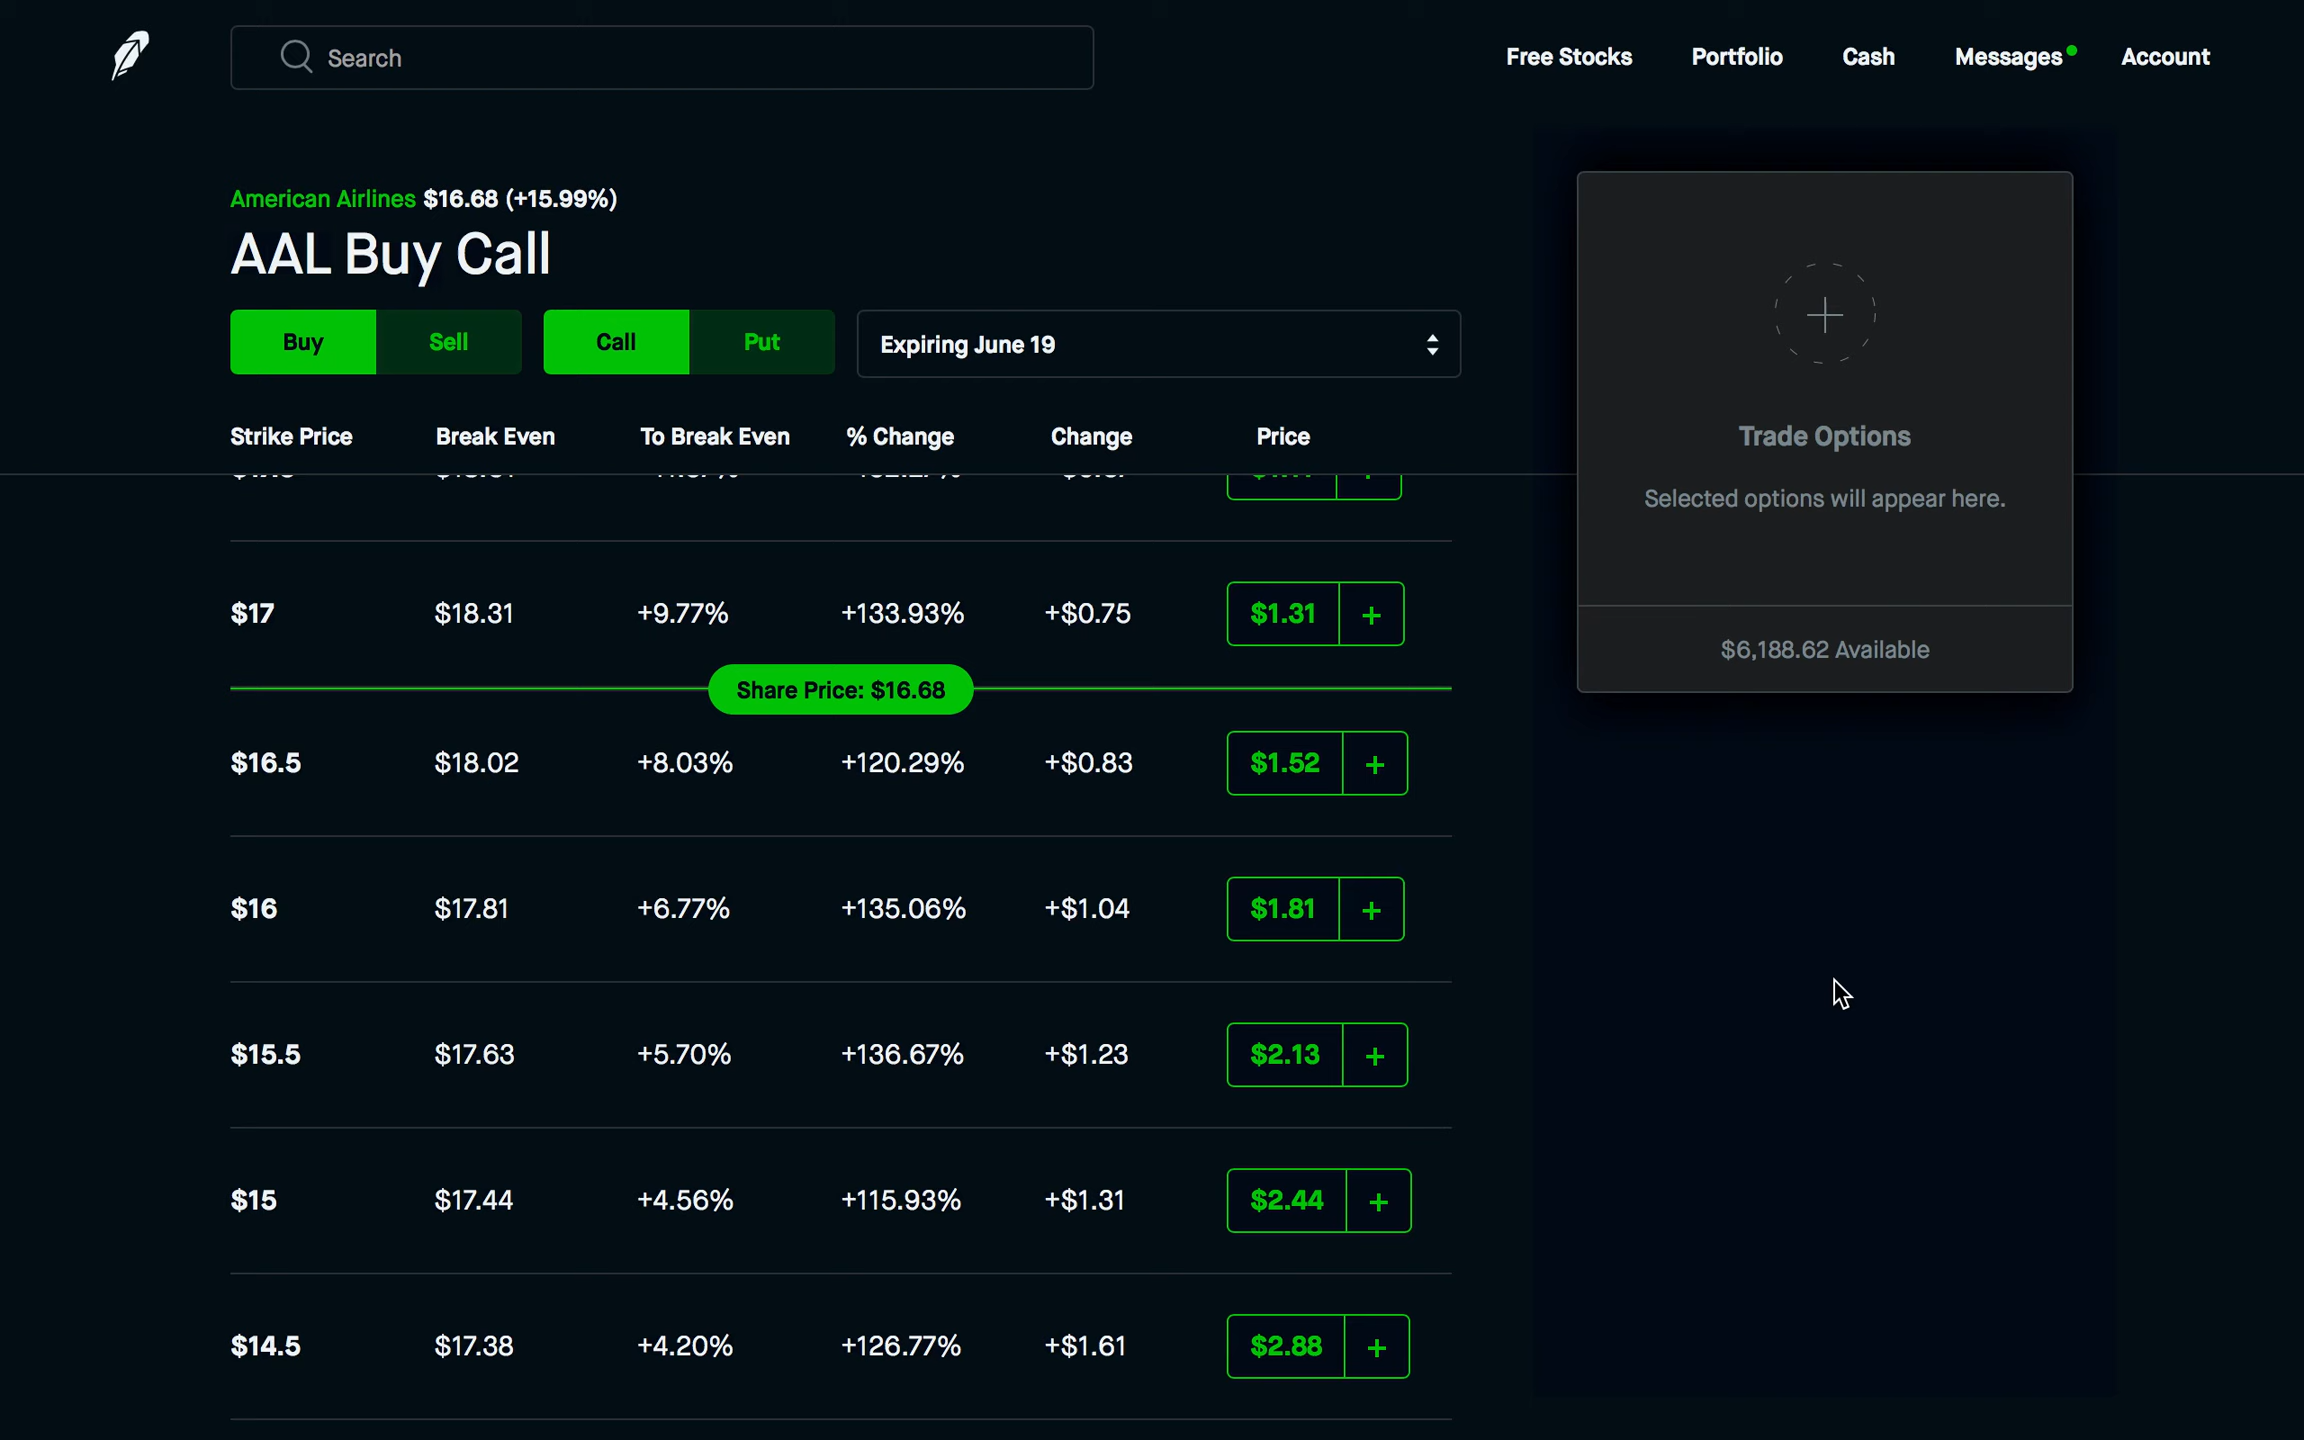 Search
Free Stocks Portfolio Cash Messages Account
American Airlines $16.68 (+15.99%)
AAL Buy Call
Buy Sell Call Put Expiring June 19
Strike Price Break Even To Break Even % Change Change Price
$17 $18.31 +9.77% +133.93% +$0.75 $1.31 +
Share Price: $16.68
$16.5 $18.02 +8.03% +120.29% +$0.83 $1.52 +
$16 $17.81 +6.77% +135.06% +$1.04 $1.81 +
$15.5 $17.63 +5.70% +136.67% +$1.23 $2.13 +
$15 $17.44 +4.56% +115.93% +$1.31 $2.44 +
$14.5 $17.38 +4.20% +126.77% +$1.61 $2.88 +
Trade Options
Selected options will appear here.
$6,188.62 Available